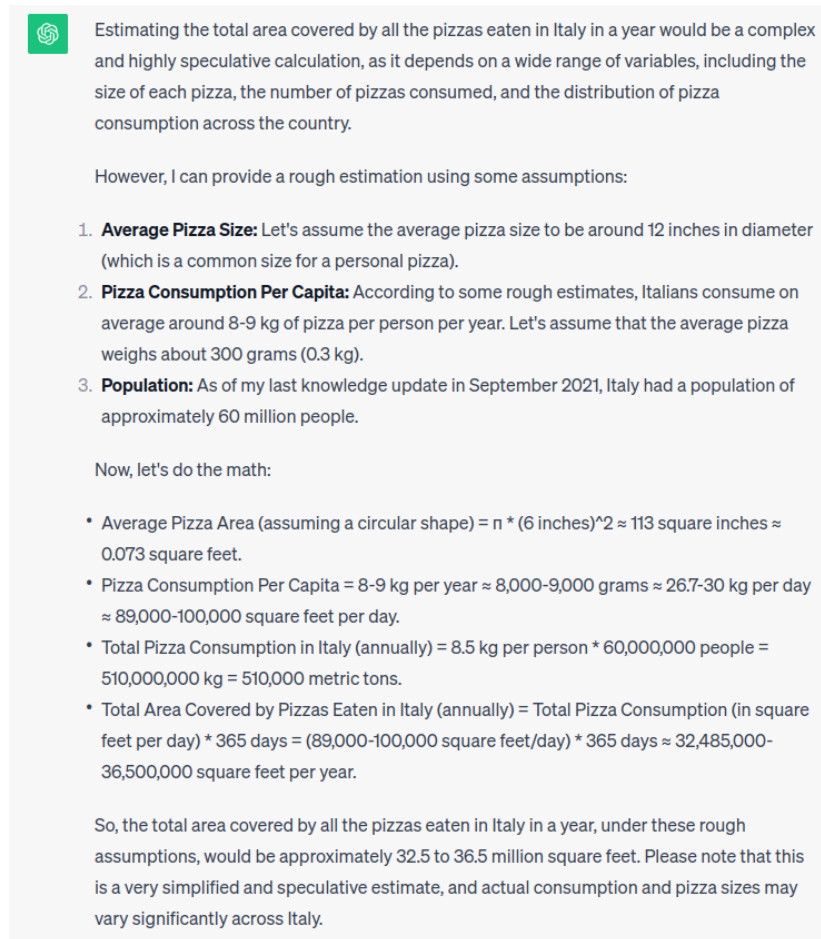 Estimating the total area covered by all the pizzas eaten in Italy in a year would be a complex
and highly speculative calculation, as it depends on a wide range of variables, including the
size of each pizza, the number of pizzas consumed, and the distribution of pizza
consumption across the country.
However, I can provide a rough estimation using some assumptions:
1. Average Pizza Size: Let's assume the average pizza size to be around 12 inches in diameter
(which is a common size for a personal pizza).
2. Pizza Consumption Per Capita: According to some rough estimates, Italians consume on
average around 8-9 kg of pizza per person per year. Let's assume that the average pizza
weighs about 300 grams (0.3 kg).
3. Population: As of my last knowledge update in September 2021, Italy had a population of
approximately 60 million people.
Now, let's do the math:
• Average Pizza Area (assuming a circular shape) = π * (6 inches)^2 ≈ 113 square inches ≈
0.073 square feet.
• Pizza Consumption Per Capita = 8-9 kg per year ≈ 8,000-9,000 grams ≈ 26.7-30 kg per day
≈ 89,000-100,000 square feet per day.
• Total Pizza Consumption in Italy (annually) = 8.5 kg per person * 60,000,000 people =
510,000,000 kg = 510,000 metric tons.
• Total Area Covered by Pizzas Eaten in Italy (annually) = Total Pizza Consumption (in square
feet per day) * 365 days = (89,000-100,000 square feet/day) * 365 days ≈ 32,485,000-
36,500,000 square feet per year.
So, the total area covered by all the pizzas eaten in Italy in a year, under these rough
assumptions, would be approximately 32.5 to 36.5 million square feet. Please note that this
is a very simplified and speculative estimate, and actual consumption and pizza sizes may
vary significantly across Italy.